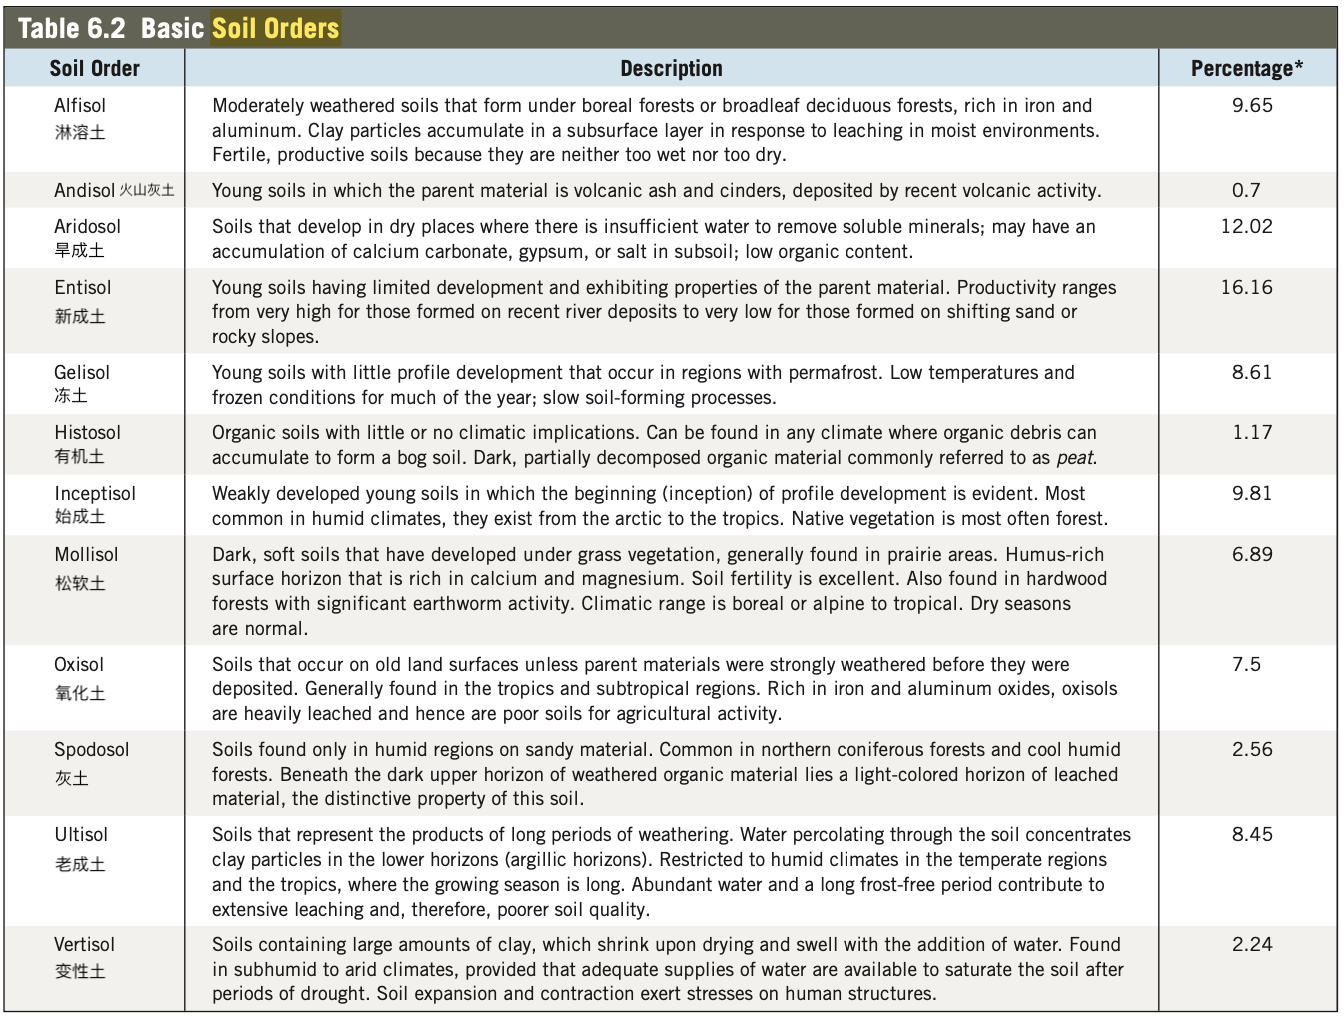 Table 6.2 Basic Soil Orders
Soil Order Description Percentage*
Alfisol Moderately weathered soils that form under boreal forests or broadleaf deciduous forests, rich in iron and 9.65
淋溶土 aluminum. Clay particles accumulate in a subsurface layer in response to leaching in moist environments.
Fertile, productive soils because they are neither too wet nor too dry.
Andisol 火山灰土 Young soils in which the parent material is volcanic ash and cinders, deposited by recent volcanic activity. 0.7
Aridosol Soils that develop in dry places where there is insufficient water to remove soluble minerals; may have an 12.02
旱成土 accumulation of calcium carbonate, gypsum, or salt in subsoil; low organic content.
Entisol Young soils having limited development and exhibiting properties of the parent material. Productivity ranges 16.16
新成土 from very high for those formed on recent river deposits to very low for those formed on shifting sand or
rocky slopes.
Gelisol Young soils with little profile development that occur in regions with permafrost. Low temperatures and 8.61
冻土 frozen conditions for much of the year; slow soil-forming processes.
Histosol Organic soils with little or no climatic implications. Can be found in any climate where organic debris can 1.17
有机土 accumulate to form a bog soil. Dark, partially decomposed organic material commonly referred to as peat.
Inceptisol Weakly developed young soils in which the beginning (inception) of profile development is evident. Most 9.81
始成土 common in humid climates, they exist from the arctic to the tropics. Native vegetation is most often forest.
Mollisol Dark, soft soils that have developed under grass vegetation, generally found in prairie areas. Humus-rich 6.89
松软土 surface horizon that is rich in calcium and magnesium. Soil fertility is excellent. Also found in hardwood
forests with significant earthworm activity. Climatic range is boreal or alpine to tropical. Dry seasons
are normal.
Oxisol Soils that occur on old land surfaces unless parent materials were strongly weathered before they were 7.5
氧化土 deposited. Generally found in the tropics and subtropical regions. Rich in iron and aluminum oxides, oxisols
are heavily leached and hence are poor soils for agricultural activity.
Spodosol Soils found only in humid regions on sandy material. Common in northern coniferous forests and cool humid 2.56
灰土 forests. Beneath the dark upper horizon of weathered organic material lies a light-colored horizon of leached
material, the distinctive property of this soil.
Ultisol Soils that represent the products of long periods of weathering. Water percolating through the soil concentrates 8.45
老成土 clay particles in the lower horizons (argillic horizons). Restricted to humid climates in the temperate regions
and the tropics, where the growing season is long. Abundant water and a long frost-free period contribute to
extensive leaching and, therefore, poorer soil quality.
Vertisol Soils containing large amounts of clay, which shrink upon drying and swell with the addition of water. Found 2.24
变性土 in subhumid to arid climates, provided that adequate supplies of water are available to saturate the soil after
periods of drought. Soil expansion and contraction exert stresses on human structures.